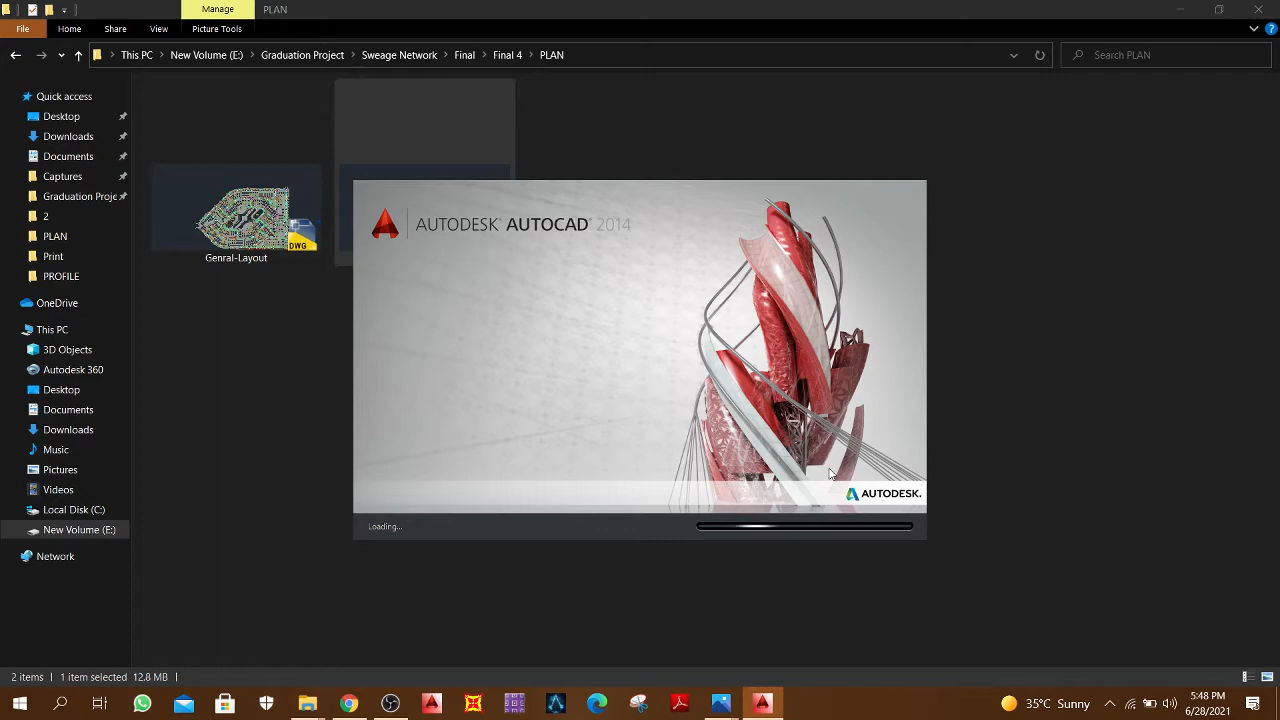 Manage
PLAN
File
Home
Share
View
Picture Tools
This PC
New Volume (E:)
Graduation Project
Sweage Network
Final
Final 4
PLAN
Search PLAN
Quick access
Desktop
Downloads
Documents
Captures
Graduation Proje
2
PLAN
Print
PROFILE
OneDrive
This PC
3D Objects
Autodesk 360
Desktop
Documents
Downloads
Music
Pictures
Videos
Local Disk (C:)
New Volume (E:)
Network
DWG
Genral-Layout
AUTODESK® AUTOCAD® 2014
AUTODESK.
Loading...
2 items
1 item selected 12.8 MB
35°C Sunny
5:48 PM
6/28/2021